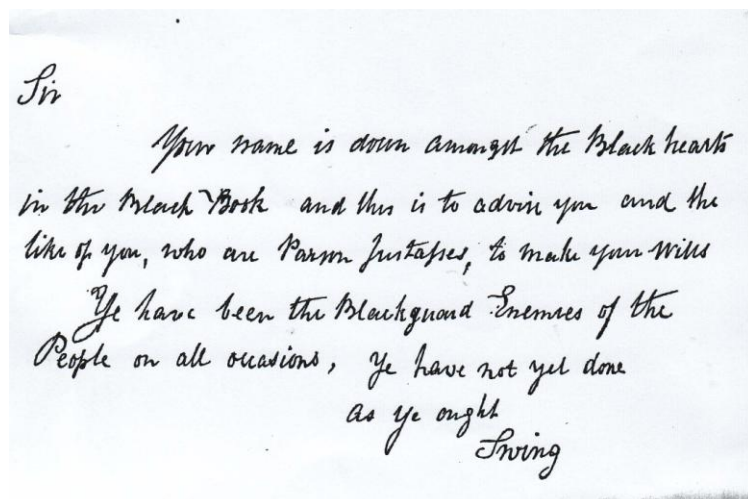 Sir
Your name is down amongst the Black hearts
in the Black Book and this is to advise you and the
like of you, who are Parson Justasses, to make your Wills
Ye have been the Blackguard Enemies of the
People on all occasions, Ye have not yet done
as ye ought
Swing